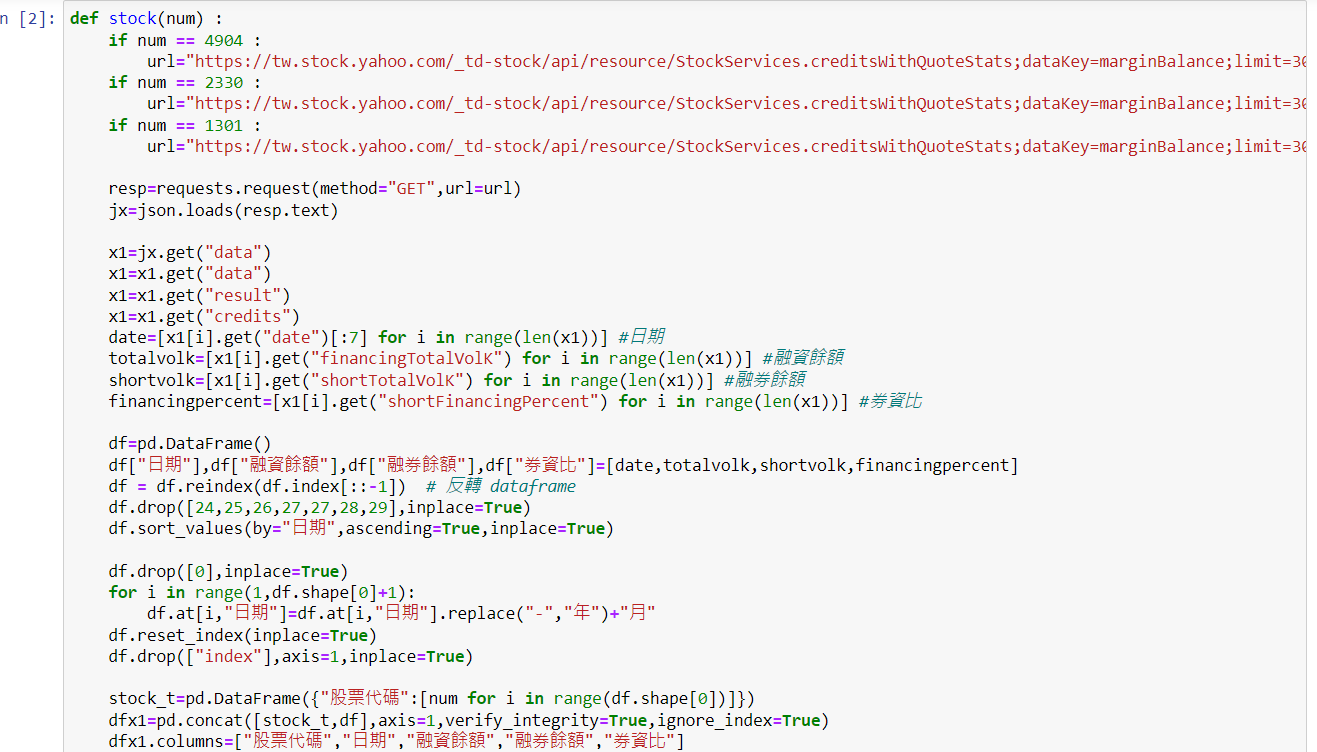 n [2]: def stock(num) :
    if num == 4904 :
        url="https://tw.stock.yahoo.com/_td-stock/api/resource/StockServices.creditsWithQuoteStats;dataKey=marginBalance;limit=30
    if num == 2330 :
        url="https://tw.stock.yahoo.com/_td-stock/api/resource/StockServices.creditsWithQuoteStats;dataKey=marginBalance;limit=30
    if num == 1301 :
        url="https://tw.stock.yahoo.com/_td-stock/api/resource/StockServices.creditsWithQuoteStats;dataKey=marginBalance;limit=30
    resp=requests.request(method="GET",url=url)
    jx=json.loads(resp.text)
    x1=jx.get("data")
    x1=x1.get("data")
    x1=x1.get("result")
    x1=x1.get("credits")
    date=[x1[i].get("date")[:7] for i in range(len(x1))] #日期
    totalvolk=[x1[i].get("financingTotalVolK") for i in range(len(x1))] #融資餘額
    shortvolk=[x1[i].get("shortTotalVolK") for i in range(len(x1))] #融券餘額
    financingpercent=[x1[i].get("shortFinancingPercent") for i in range(len(x1))] #券資比
    df=pd.DataFrame()
    df["日期"],df["融資餘額"],df["融券餘額"],df["券資比"]=[date,totalvolk,shortvolk,financingpercent]
    df = df.reindex(df.index[::-1])  # 反轉 dataframe
    df.drop([24,25,26,27,27,28,29],inplace=True)
    df.sort_values(by="日期",ascending=True,inplace=True)
    df.drop([0],inplace=True)
    for i in range(1,df.shape[0]+1):
        df.at[i,"日期"]=df.at[i,"日期"].replace("-","年")+"月"
    df.reset_index(inplace=True)
    df.drop(["index"],axis=1,inplace=True)
    stock_t=pd.DataFrame({"股票代碼":[num for i in range(df.shape[0])]})
    dfx1=pd.concat([stock_t,df],axis=1,verify_integrity=True,ignore_index=True)
    dfx1.columns=["股票代碼","日期","融資餘額","融券餘額","券資比"]